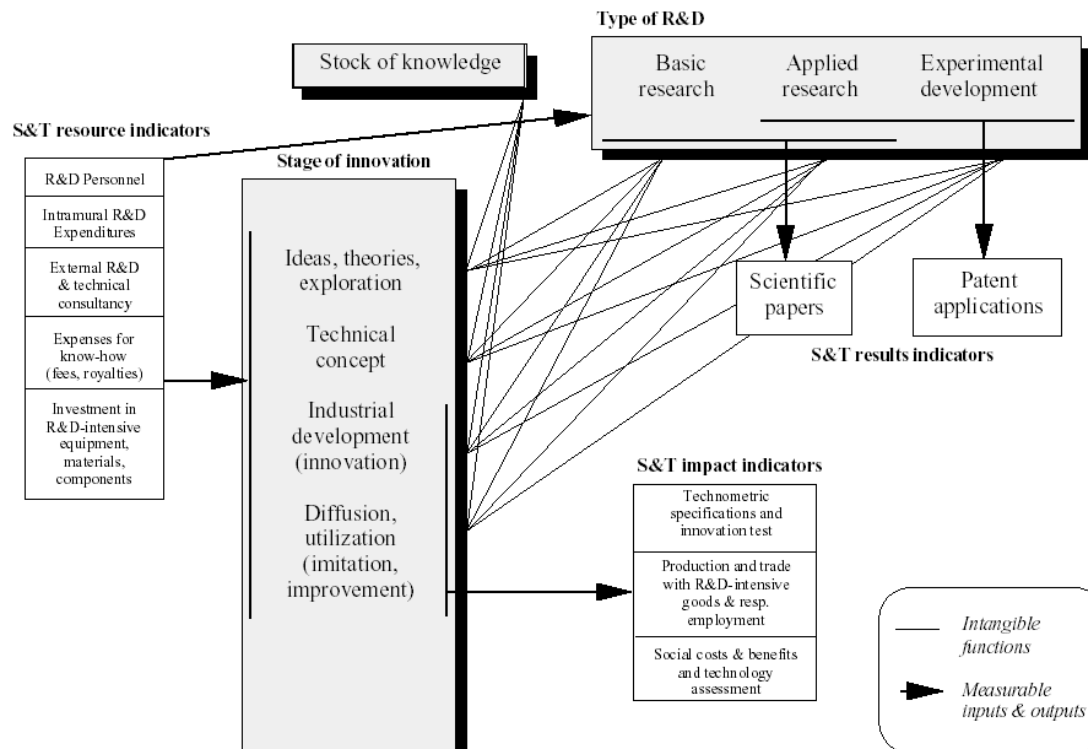 Type of R&D
Stock of knowledge
Basic
research
Applied
research
Experimental
development
S&T resource indicators
R&D Personnel
Intramural R&D
Expenditures
External R&D
& technical
consultancy
Expenses for
know-how
(fees, royalties)
Investment in
R&D-intensive
equipment,
materials,
components
Stage of innovation
Ideas, theories,
exploration
Technical
concept
Industrial
development
(innovation)
Diffusion,
utilization
(imitation,
improvement)
Scientific
papers
Patent
applications
S&T results indicators
S&T impact indicators
Technometric
specifications and
innovation test
Production and trade
with R&D-intensive
goods & resp.
employment
Social costs & benefits
and technology
assessment
Intangible
functions
Measurable
inputs & outputs